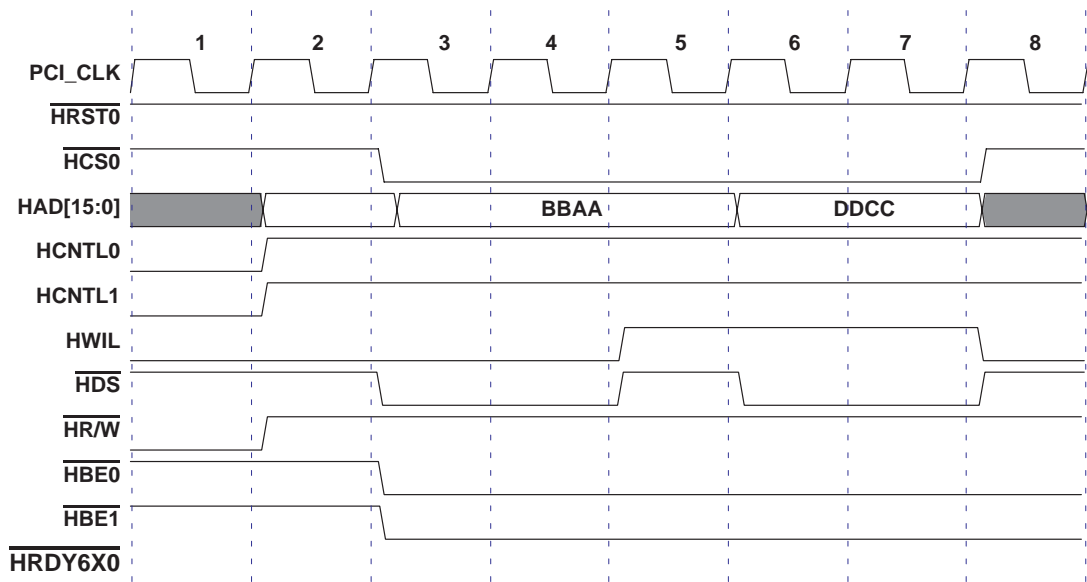 1 2 3 4 5 6 7 8
PCI_CLK
HRST0
HCS0
HAD[15:0] BBAA DDCC
HCNTL0
HCNTL1
HWIL
HDS
HR/W
HBE0
HBE1
HRDY6X0